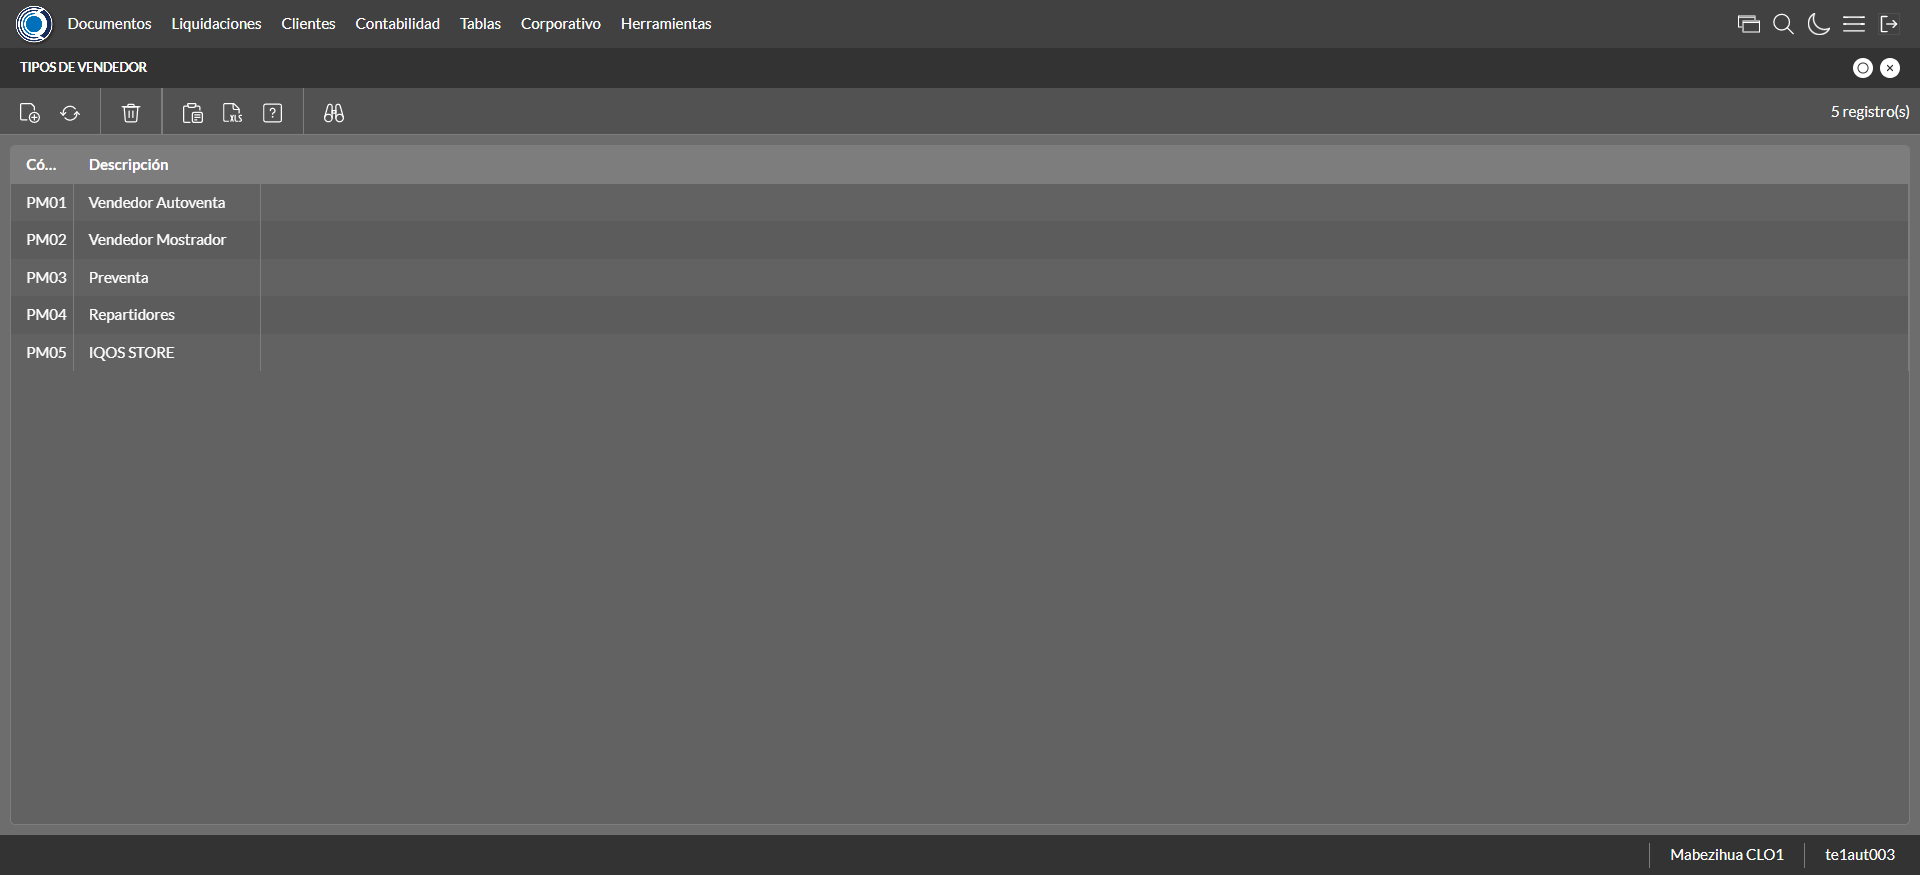 Documentos Liquidaciones Clientes Contabilidad Tablas Corporativo Herramientas
TIPOS DE VENDEDOR
XLS ? 5 registro(s)
Có... Descripción
PM01 Vendedor Autoventa
PM02 Vendedor Mostrador
PM03 Preventa
PM04 Repartidores
PM05 IQOS STORE
Mabezihua CLO1 te1aut003